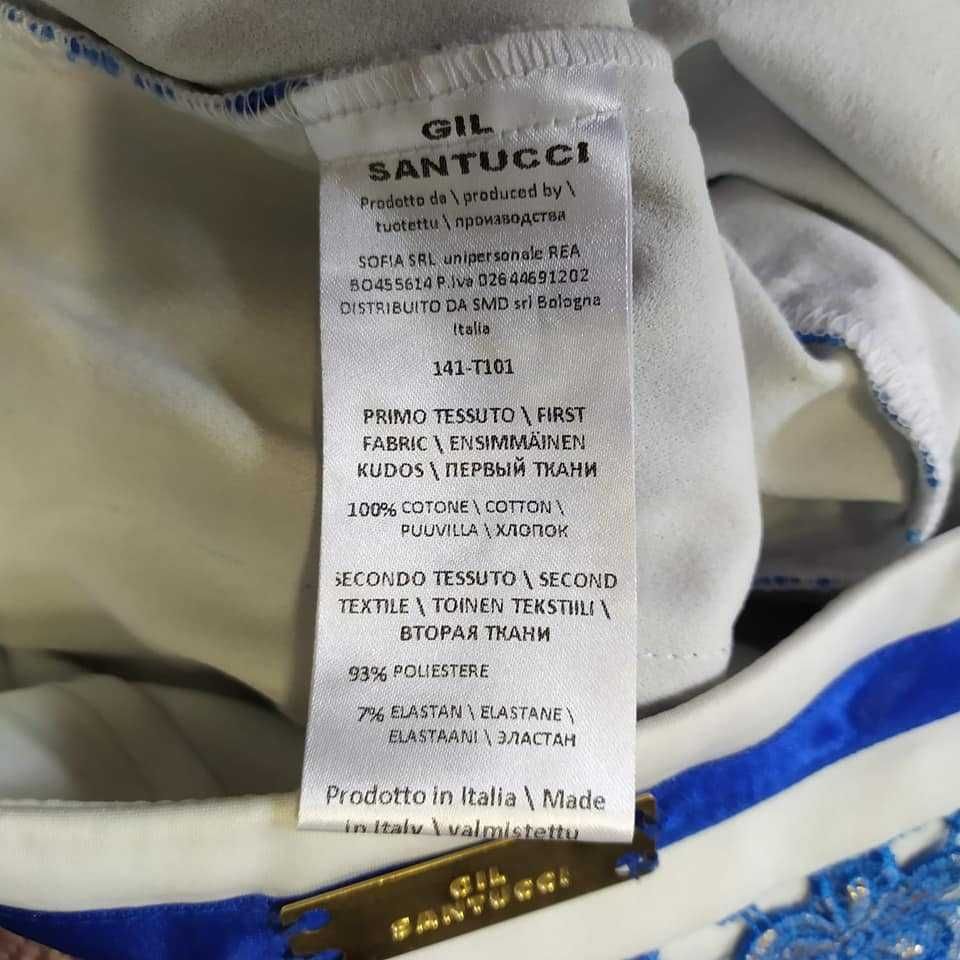 GIL
SANTUCCI
Prodotto da \ produced by \
tuotettu \ производства
SOFIA SRL unipersonale REA
BO455614 P.Iva 02644691202
DISTRIBUITO DA SMD srl Bologna
Italia
141-T101
PRIMO TESSUTO \ FIRST
FABRIC \ ENSIMMÄINEN
KUDOS \ ПЕРВЫЙ ТКАНИ
100% COTONE \ COTTON \
PUUVILLA \ ХЛОПОК
SECONDO TESSUTO \ SECOND
TEXTILE \ TOINEN TEKSTIILI \
ВТОРАЯ ТКАНИ
93% POLIESTERE
7% ELASTAN \ ELASTANE \
ELASTAANI \ ЭЛАСТАН
Prodotto in Italia \ Made
in Italy \ valmistettu
GIL
SANTUCCI